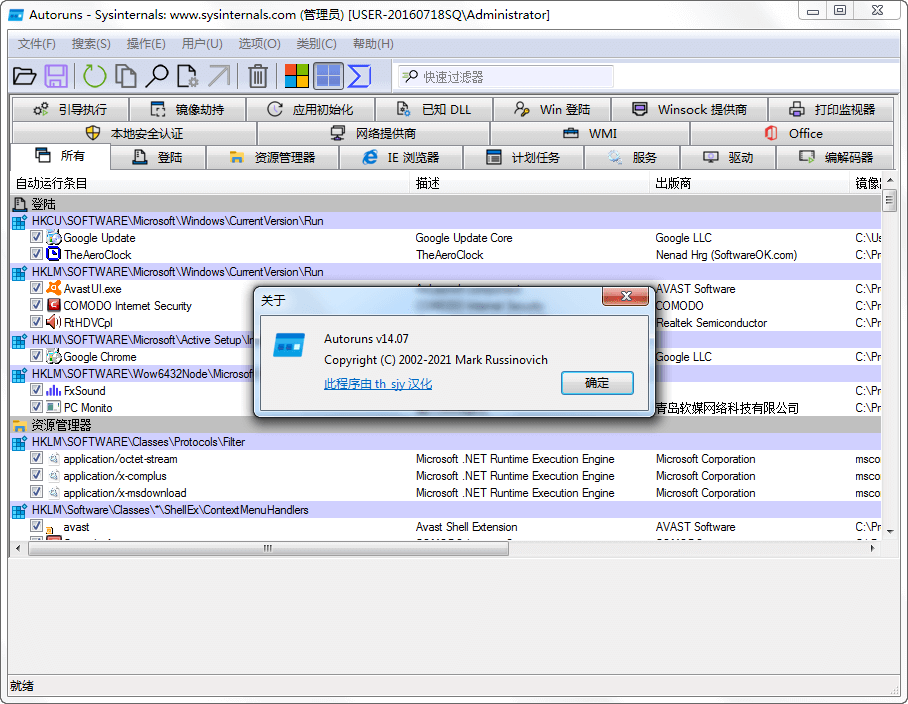 Autoruns - Sysinternals: www.sysinternals.com (管理员) [USER-20160718SQ\Administrator]
文件(F) 搜索(S) 操作(E) 用户(U) 选项(O) 类别(C) 帮助(H)
快速过滤器
引导执行 镜像劫持 应用初始化 已知 DLL Win 登陆 Winsock 提供商 打印监视器
本地安全认证 网络提供商 WMI Office
所有 登陆 资源管理器 IE 浏览器 计划任务 服务 驱动 编解码器
自动运行条目 描述 出版商 镜像
登陆
HKCU\SOFTWARE\Microsoft\Windows\CurrentVersion\Run
Google Update Google Update Core Google LLC C:\Us
TheAeroClock TheAeroClock Nenad Hrg (SoftwareOK.com) C:\Pr
HKLM\SOFTWARE\Microsoft\Windows\CurrentVersion\Run
AvastUI.exe AVAST Software C:\Pr
COMODO Internet Security COMODO C:\Pr
RtHDVCpl Realtek Semiconductor C:\Pr
HKLM\SOFTWARE\Microsoft\Active Setup\In
Google Chrome Google LLC C:\Pr
HKLM\SOFTWARE\Wow6432Node\Microsof
FxSound C:\Pr
PC Monito 青岛软媒网络科技有限公司 C:\Pr
关于
Autoruns v14.07
Copyright (C) 2002-2021 Mark Russinovich
此程序由 th_sjy 汉化
确定
资源管理器
HKLM\SOFTWARE\Classes\Protocols\Filter
application/octet-stream Microsoft .NET Runtime Execution Engine Microsoft Corporation msco
application/x-complus Microsoft .NET Runtime Execution Engine Microsoft Corporation msco
application/x-msdownload Microsoft .NET Runtime Execution Engine Microsoft Corporation msco
HKLM\Software\Classes\*\ShellEx\ContextMenuHandlers
avast Avast Shell Extension AVAST Software C:\Pr
就绪